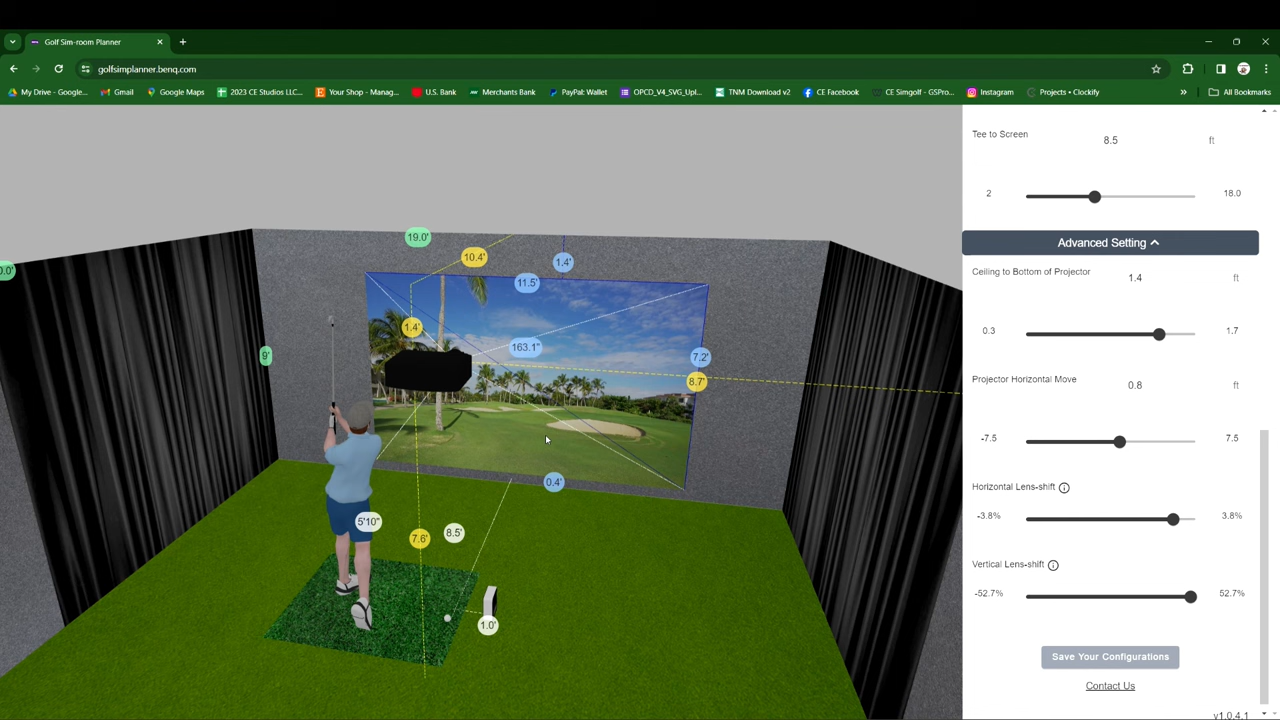 Golf Sim-room Planner
golfsimplanner.benq.com
My Drive - Google... Gmail Google Maps 2023 CE Studios LLC... Your Shop - Manag... U.S. Bank Merchants Bank PayPal: Wallet OPCD_V4_SVG_Upl... TNM Download v2 CE Facebook CE Simgolf - GSPro... Instagram Projects • Clockify » All Bookmarks
Tee to Screen
8.5 ft
2 18.0
Advanced Setting
Ceiling to Bottom of Projector
1.4 ft
0.3 1.7
Projector Horizontal Move
0.8 ft
-7.5 7.5
Horizontal Lens-shift
-3.8% 3.8%
Vertical Lens-shift
-52.7% 52.7%
Save Your Configurations
Contact Us
v1.0.4.1
19.0'
10.4'
1.4'
0.0'
11.5'
1.4'
163.1"
9'
7.2'
8.7'
0.4'
5'10"
7.6'
8.5'
1.0'